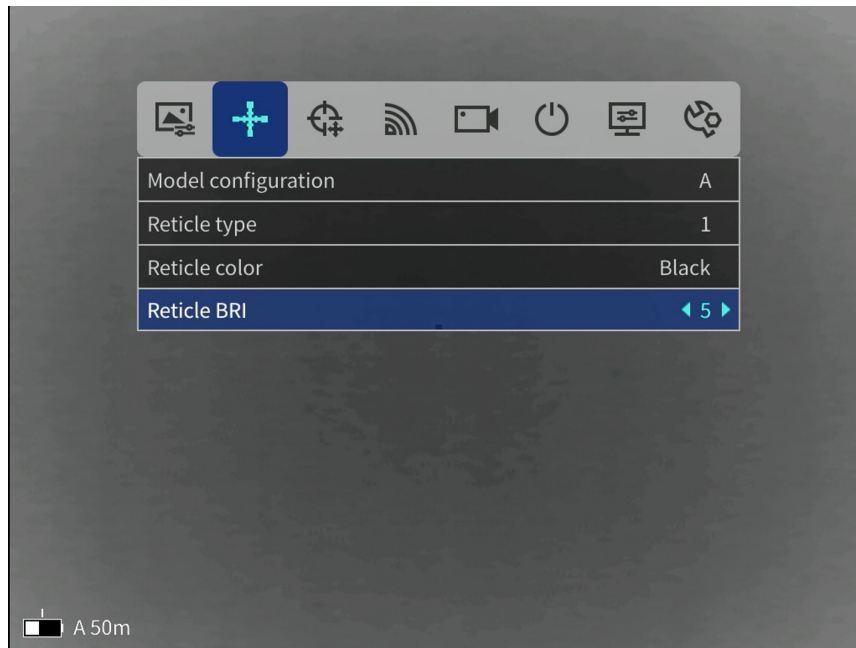 Model configuration A
Reticle type 1
Reticle color Black
Reticle BRI 5
A 50m